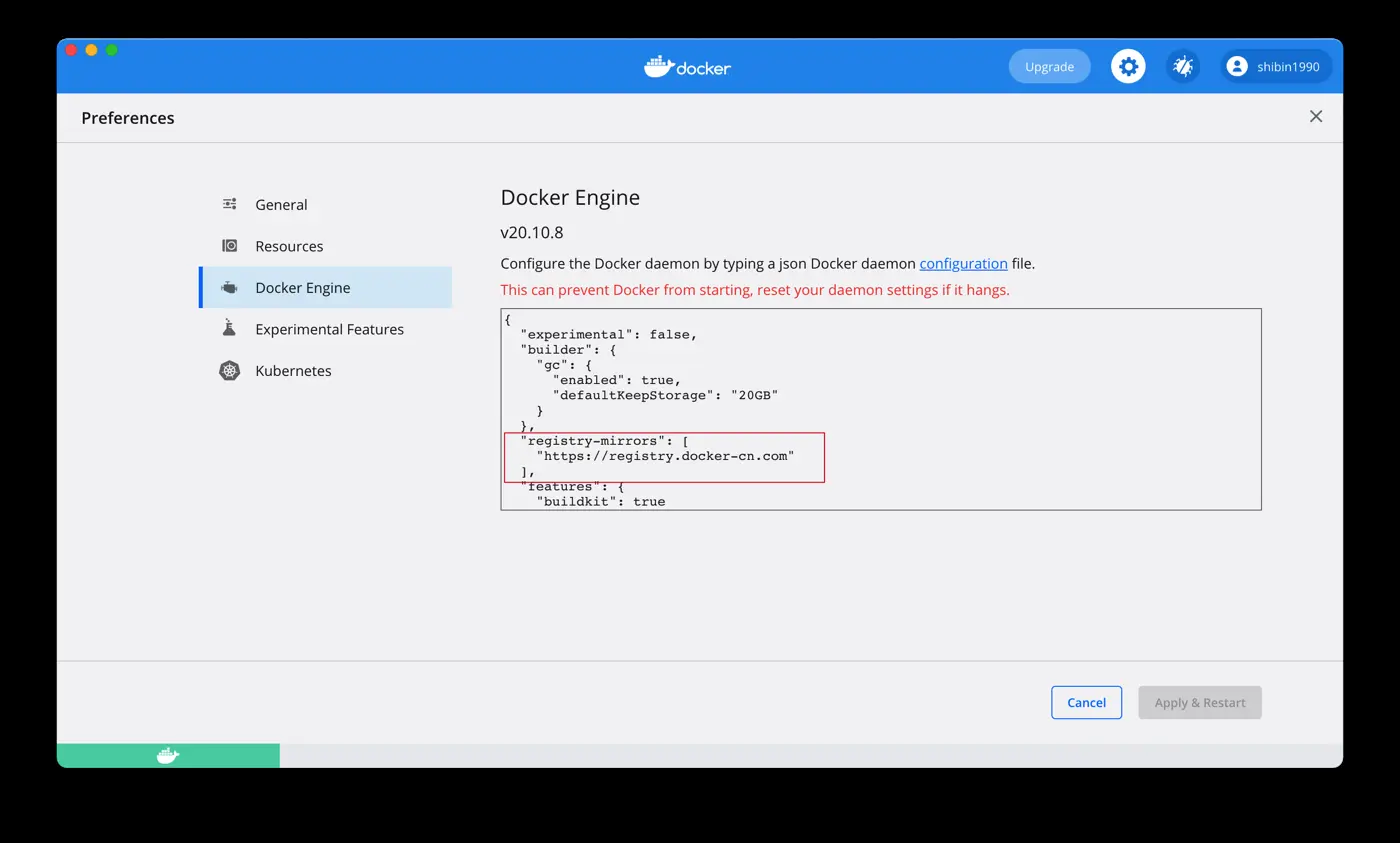 docker
Upgrade
shibin1990
Preferences
General
Resources
Docker Engine
Experimental Features
Kubernetes
Docker Engine
v20.10.8
Configure the Docker daemon by typing a json Docker daemon configuration file.
This can prevent Docker from starting, reset your daemon settings if it hangs.
{
  "experimental": false,
  "builder": {
    "gc": {
      "enabled": true,
      "defaultKeepStorage": "20GB"
    }
  },
  "registry-mirrors": [
    "https://registry.docker-cn.com"
  ],
  "features": {
    "buildkit": true
Cancel
Apply & Restart